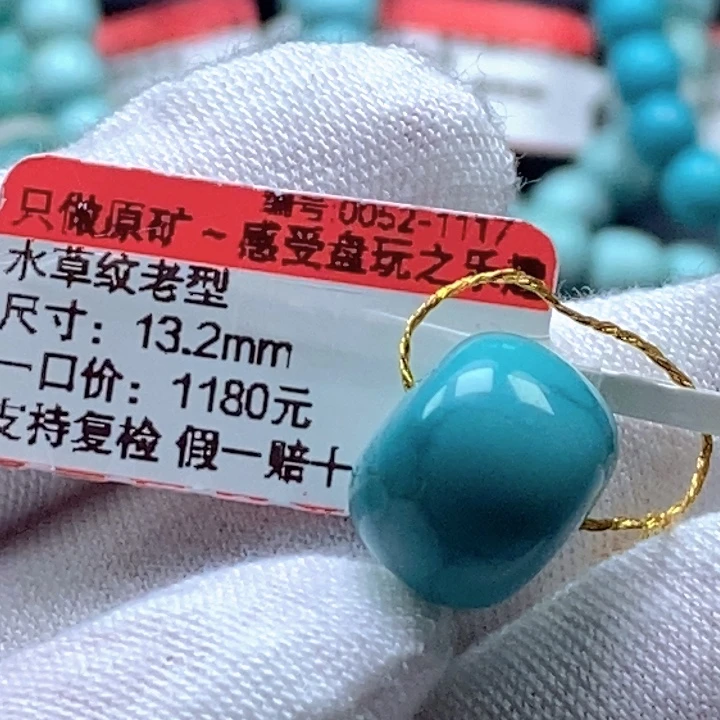 编号:0052-1117
只做原矿~感受盘玩之乐趣
水草纹老型
尺寸：13.2mm
一口价：1180元
支持复检 假一赔十